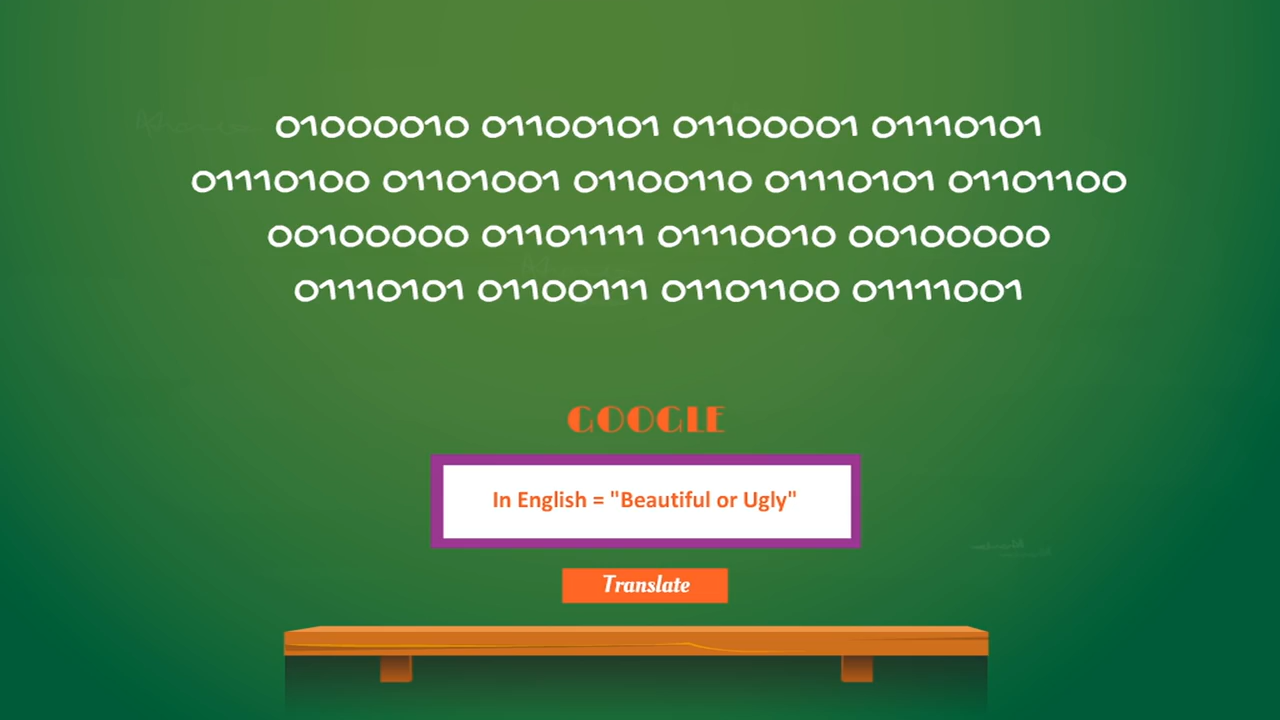 01000010 01100101 01100001 01110101
01110100 01101001 01100110 01110101 01101100
00100000 01101111 01110010 00100000
01110101 01100111 01101100 01111001
GOOGLE
In English = "Beautiful or Ugly"
Translate